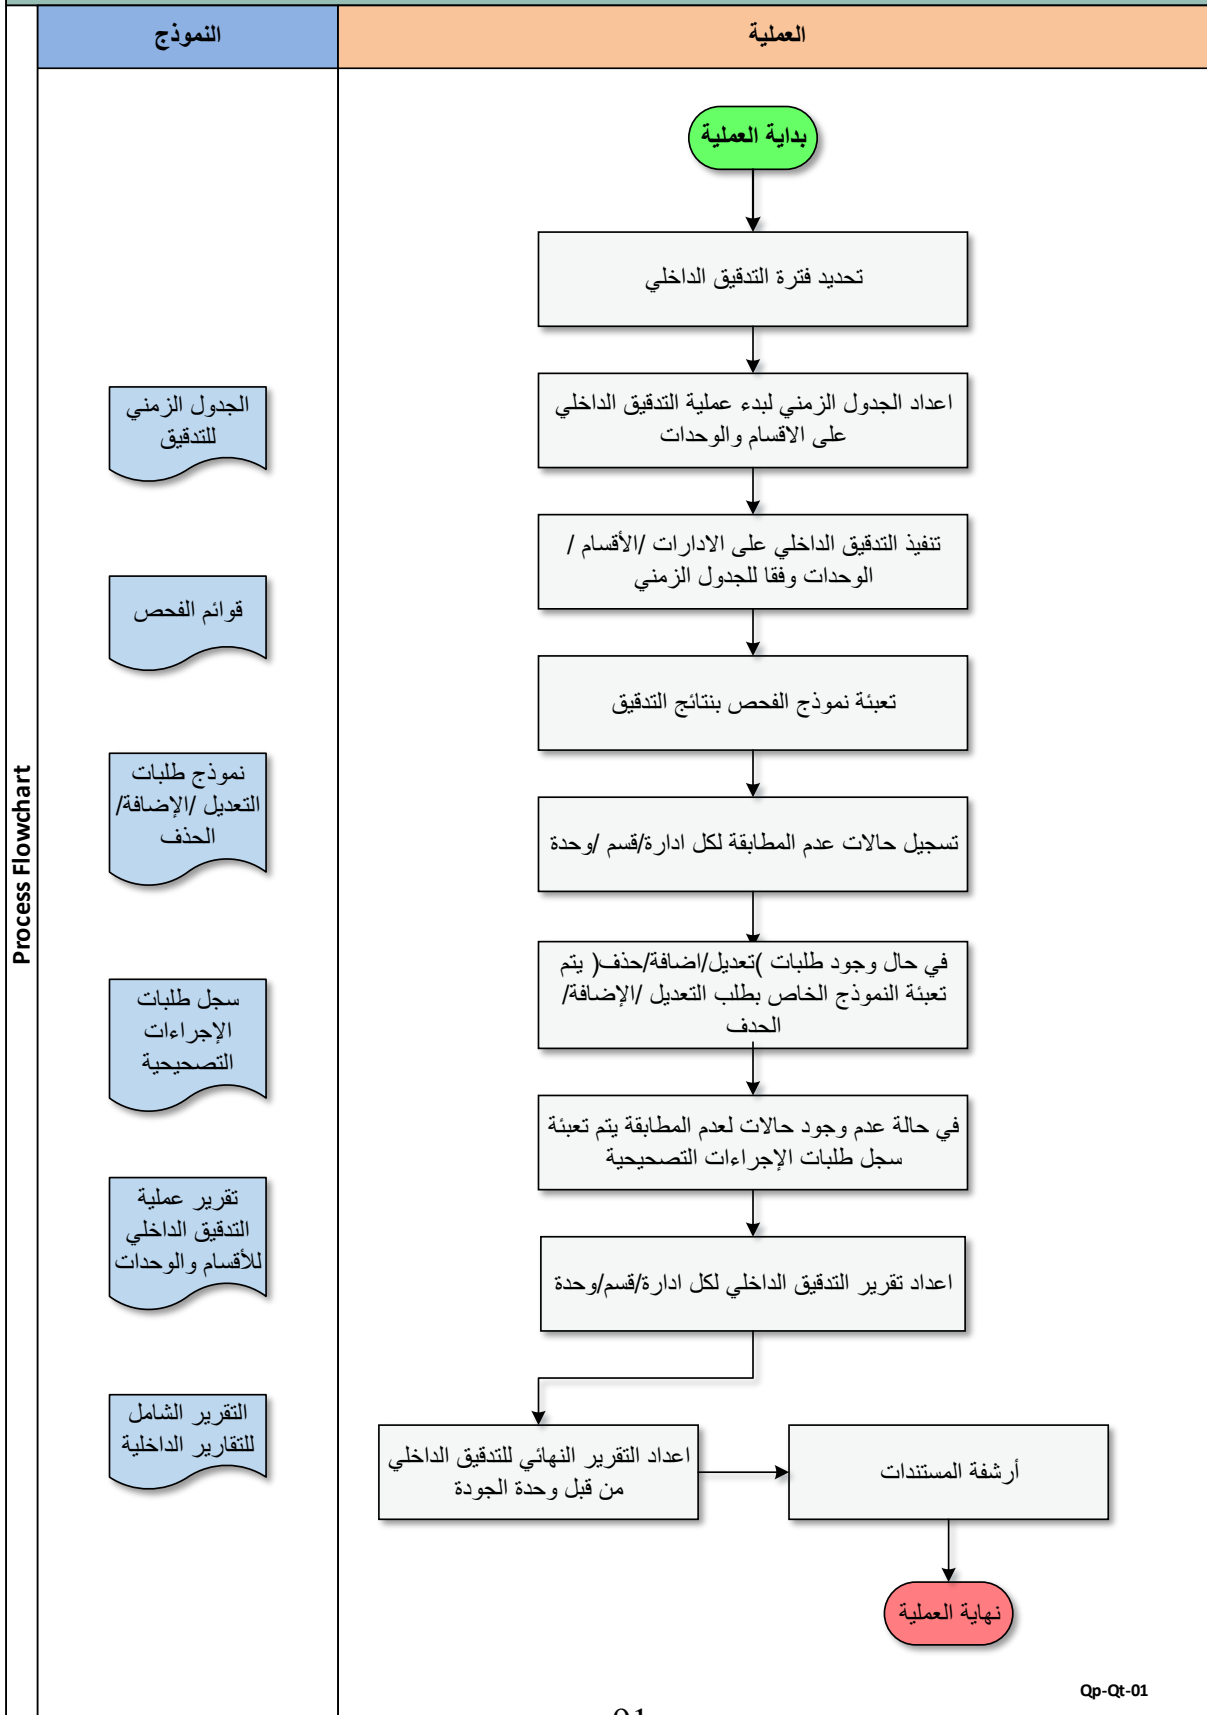 العملية
النموذج
Process Flowchart
بداية العملية
تحديد فترة التدقيق الداخلي
اعداد الجدول الزمني لبدء عملية التدقيق الداخلي
على الاقسام والوحدات
تنفيذ التدقيق الداخلي على الادارات /الأقسام /
الوحدات وفقا للجدول الزمني
تعبئة نموذج الفحص بنتائج التدقيق
تسجيل حالات عدم المطابقة لكل ادارة/قسم /وحدة
في حال وجود طلبات )تعديل/اضافة/حذف( يتم
تعبئة النموذج الخاص بطلب التعديل /الإضافة/
الحدف
في حالة عدم وجود حالات لعدم المطابقة يتم تعبئة
سجل طلبات الإجراءات التصحيحية
اعداد تقرير التدقيق الداخلي لكل ادارة/قسم/وحدة
اعداد التقرير النهائي للتدقيق الداخلي
من قبل وحدة الجودة
أرشفة المستندات
نهاية العملية
الجدول الزمني
للتدقيق
قوائم الفحص
نموذج طلبات
التعديل /الإضافة/
الحذف
سجل طلبات
الإجراءات
التصحيحية
تقرير عملية
التدقيق الداخلي
للأقسام والوحدات
التقرير الشامل
للتقارير الداخلية
Qp-Qt-01